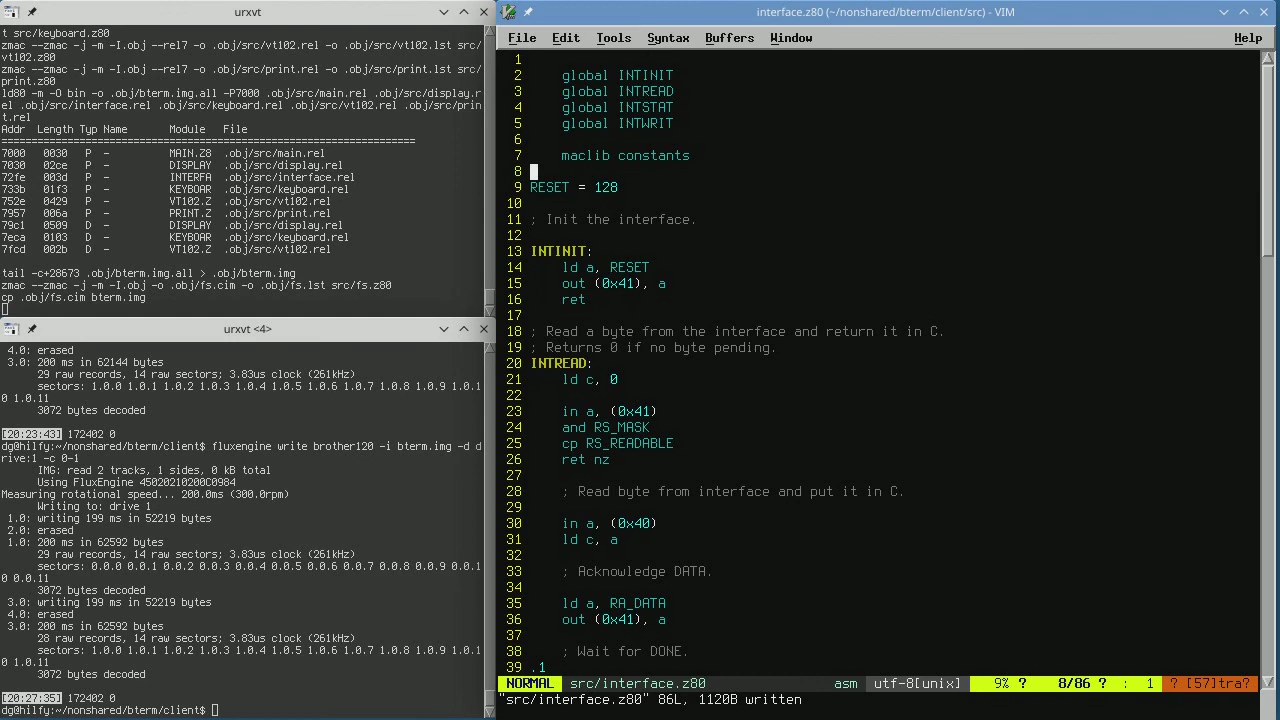 urxvt
t src/keyboard.z80
zmac --zmac -j -m -I.obj --rel7 -o .obj/src/vt102.rel -o .obj/src/vt102.lst src/
vt102.z80
zmac --zmac -j -m -I.obj --rel7 -o .obj/src/print.rel -o .obj/src/print.lst src/
print.z80
ld80 -m -O bin -o .obj/bterm.img.all -P7000 .obj/src/main.rel .obj/src/display.r
el .obj/src/interface.rel .obj/src/keyboard.rel .obj/src/vt102.rel .obj/src/prin
t.rel
Addr Length Typ Name Module File
================================================================
7000 0030 P - MAIN.Z8 .obj/src/main.rel
7030 02ce P - DISPLAY .obj/src/display.rel
72fe 003d P - INTERFA .obj/src/interface.rel
733b 01f3 P - KEYBOAR .obj/src/keyboard.rel
752e 0429 P - VT102.Z .obj/src/vt102.rel
7957 006a P - PRINT.Z .obj/src/print.rel
79c1 0509 D - DISPLAY .obj/src/display.rel
7eca 0103 D - KEYBOAR .obj/src/keyboard.rel
7fcd 002b D - VT102.Z .obj/src/vt102.rel
tail -c+28673 .obj/bterm.img.all > .obj/bterm.img
zmac --zmac -j -m -I.obj -o .obj/fs.cim -o .obj/fs.lst src/fs.z80
cp .obj/fs.cim bterm.img
urxvt <4>
4.0: erased
3.0: 200 ms in 62144 bytes
29 raw records, 14 raw sectors; 3.83us clock (261kHz)
sectors: 1.0.0 1.0.1 1.0.2 1.0.3 1.0.4 1.0.5 1.0.6 1.0.7 1.0.8 1.0.9 1.0.1
0 1.0.11
3072 bytes decoded
[20:23:43] 172402 0
dg@hilfy:~/nonshared/bterm/client$ fluxengine write brother120 -i bterm.img -d d
rive:1 -c 0-1
IMG: read 2 tracks, 1 sides, 0 kB total
Using FluxEngine 4502021020C0984
Measuring rotational speed... 200.0ms (300.0rpm)
Writing to: drive 1
1.0: writing 199 ms in 52219 bytes
2.0: erased
1.0: 200 ms in 62592 bytes
29 raw records, 14 raw sectors; 3.83us clock (261kHz)
sectors: 0.0.0 0.0.1 0.0.2 0.0.3 0.0.4 0.0.5 0.0.6 0.0.7 0.0.8 0.0.9 0.0.1
0 0.0.11
3072 bytes decoded
3.0: writing 199 ms in 52219 bytes
4.0: erased
3.0: 200 ms in 62592 bytes
28 raw records, 14 raw sectors; 3.83us clock (261kHz)
sectors: 1.0.0 1.0.1 1.0.2 1.0.3 1.0.4 1.0.5 1.0.6 1.0.7 1.0.8 1.0.9 1.0.1
0 1.0.11
3072 bytes decoded
[20:27:35] 172402 0
dg@hilfy:~/nonshared/bterm/client$
interface.z80 (~/nonshared/bterm/client/src) - VIM
File Edit Tools Syntax Buffers Window Help
1
2 global INTINIT
3 global INTREAD
4 global INTSTAT
5 global INTWRIT
6
7 maclib constants
8
9 RESET = 128
10
11 ; Init the interface.
12
13 INTINIT:
14 ld a, RESET
15 out (0x41), a
16 ret
17
18 ; Read a byte from the interface and return it in C.
19 ; Returns 0 if no byte pending.
20 INTREAD:
21 ld c, 0
22
23 in a, (0x41)
24 and RS_MASK
25 cp RS_READABLE
26 ret nz
27
28 ; Read byte from interface and put it in C.
29
30 in a, (0x40)
31 ld c, a
32
33 ; Acknowledge DATA.
34
35 ld a, RA_DATA
36 out (0x41), a
37
38 ; Wait for DONE.
39 .1
NORMAL src/interface.z80 asm utf-8[unix] 9% ? 8/86 ? : 1 ? [57]tra?
"src/interface.z80" 86L, 1120B written